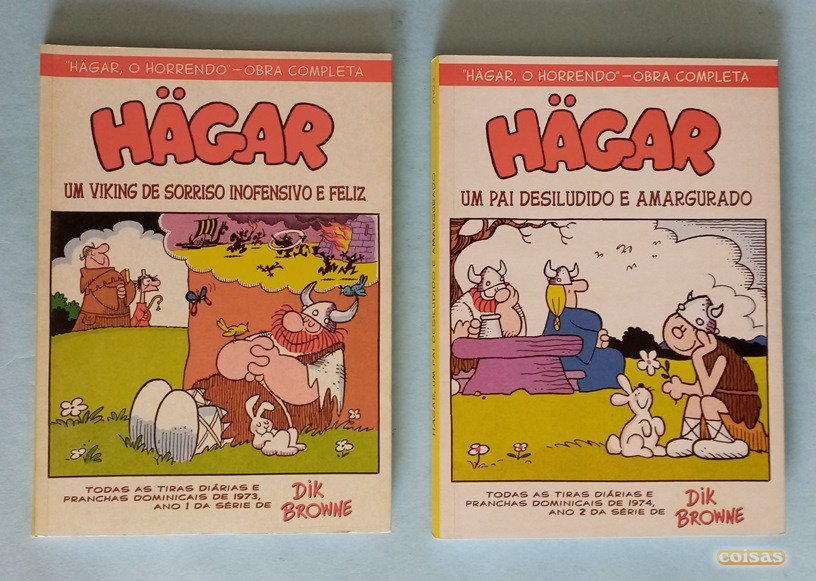 "HÄGAR, O HORRENDO"—OBRA COMPLETA
HÄGAR
UM VIKING DE SORRISO INOFENSIVO E FELIZ
TODAS AS TIRAS DIÁRIAS E
PRANCHAS DOMINICAIS DE 1973,
ANO 1 DA SÉRIE DE
DIK
BROWNE
"HÄGAR, O HORRENDO"—OBRA COMPLETA
HÄGAR
UM PAI DESILUDIDO E AMARGURADO
TODAS AS TIRAS DIÁRIAS E
PRANCHAS DOMINICAIS DE 1974,
ANO 2 DA SÉRIE DE
DIK
BROWNE
HÄGAR, UM PAI DESILUDIDO E AMARGURADO
coisas